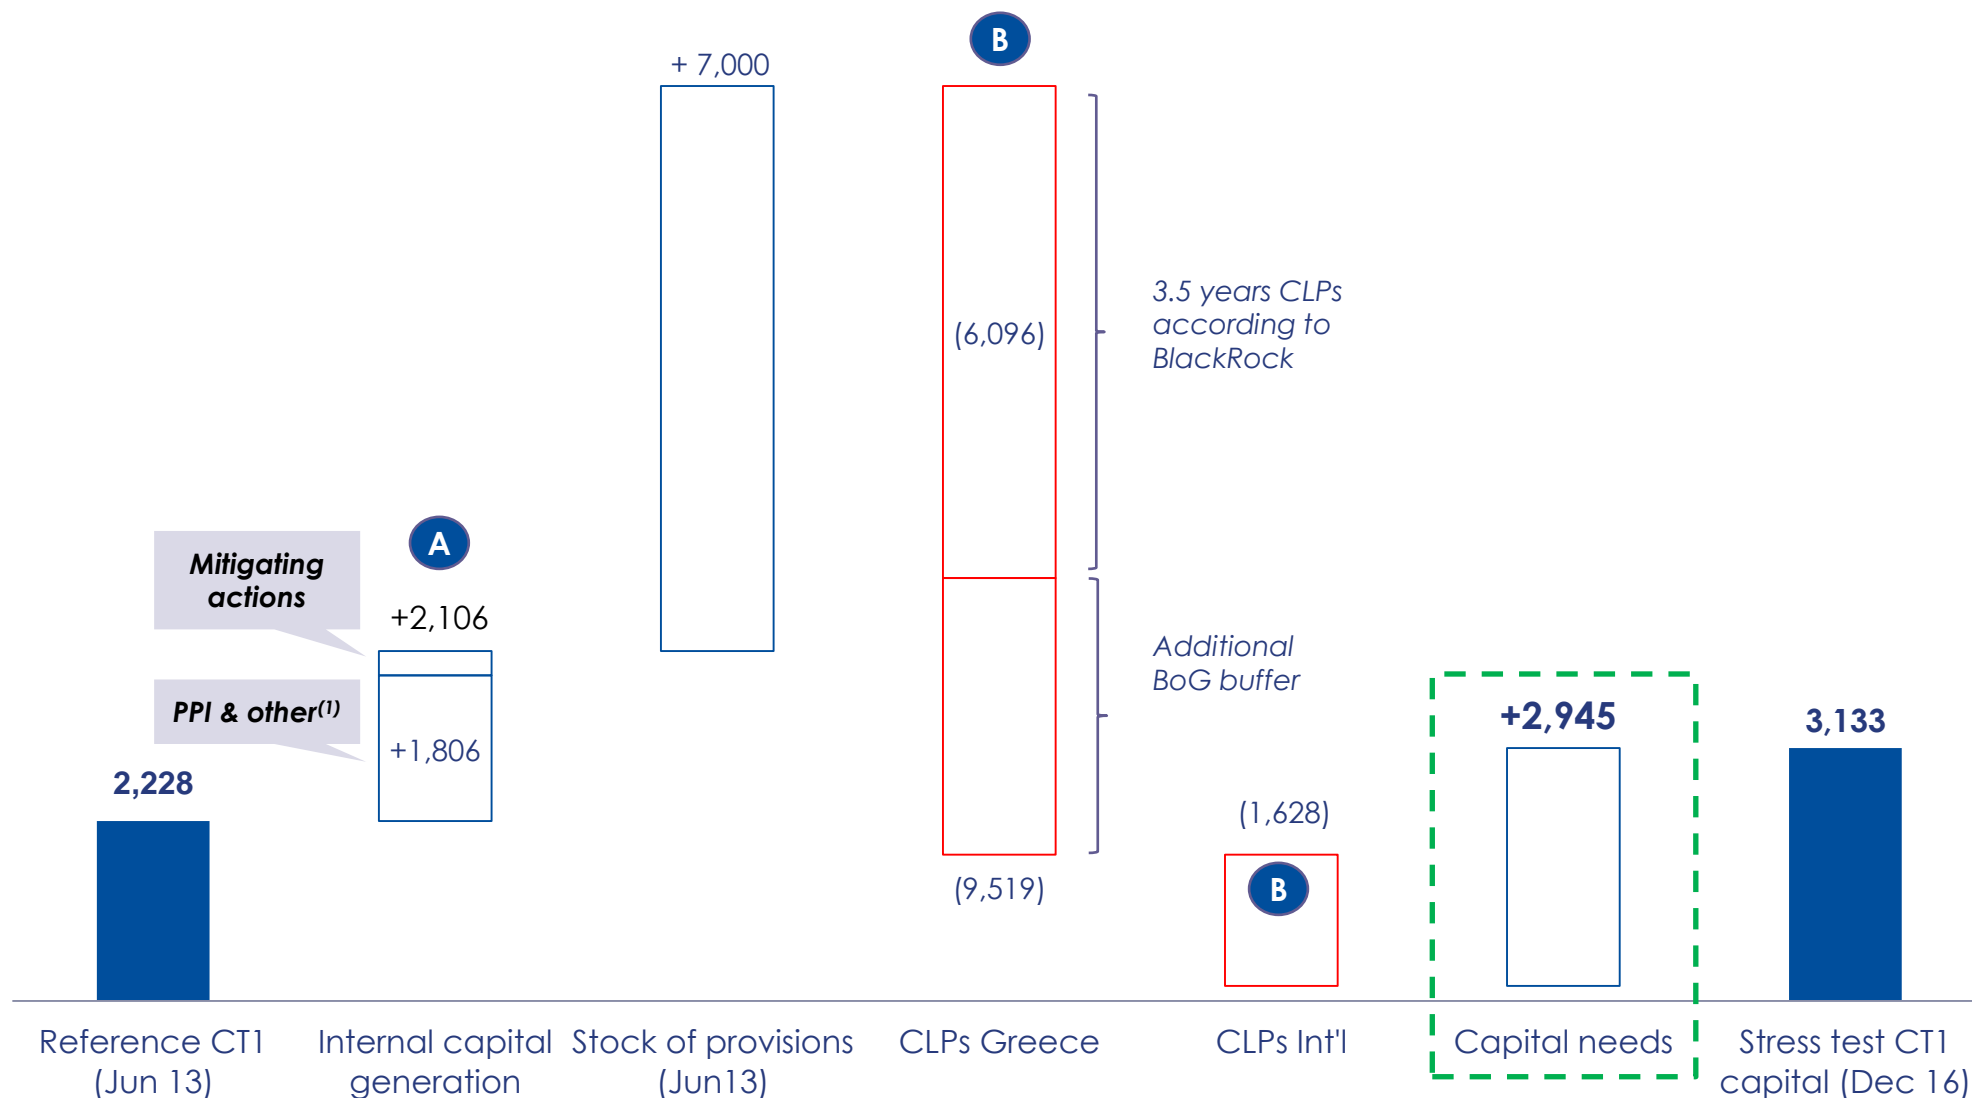 B
+ 7,000
(6,096)
3.5 years CLPs
according to
BlackRock
Mitigating
actions
A
+2,106
PPI & other(1)
+1,806
Additional
BoG buffer
2,228
(9,519)
(1,628)
B
+2,945
3,133
Reference CT1
(Jun 13)
Internal capital
generation
Stock of provisions
(Jun13)
CLPs Greece
CLPs Int'l
Capital needs
Stress test CT1
capital (Dec 16)